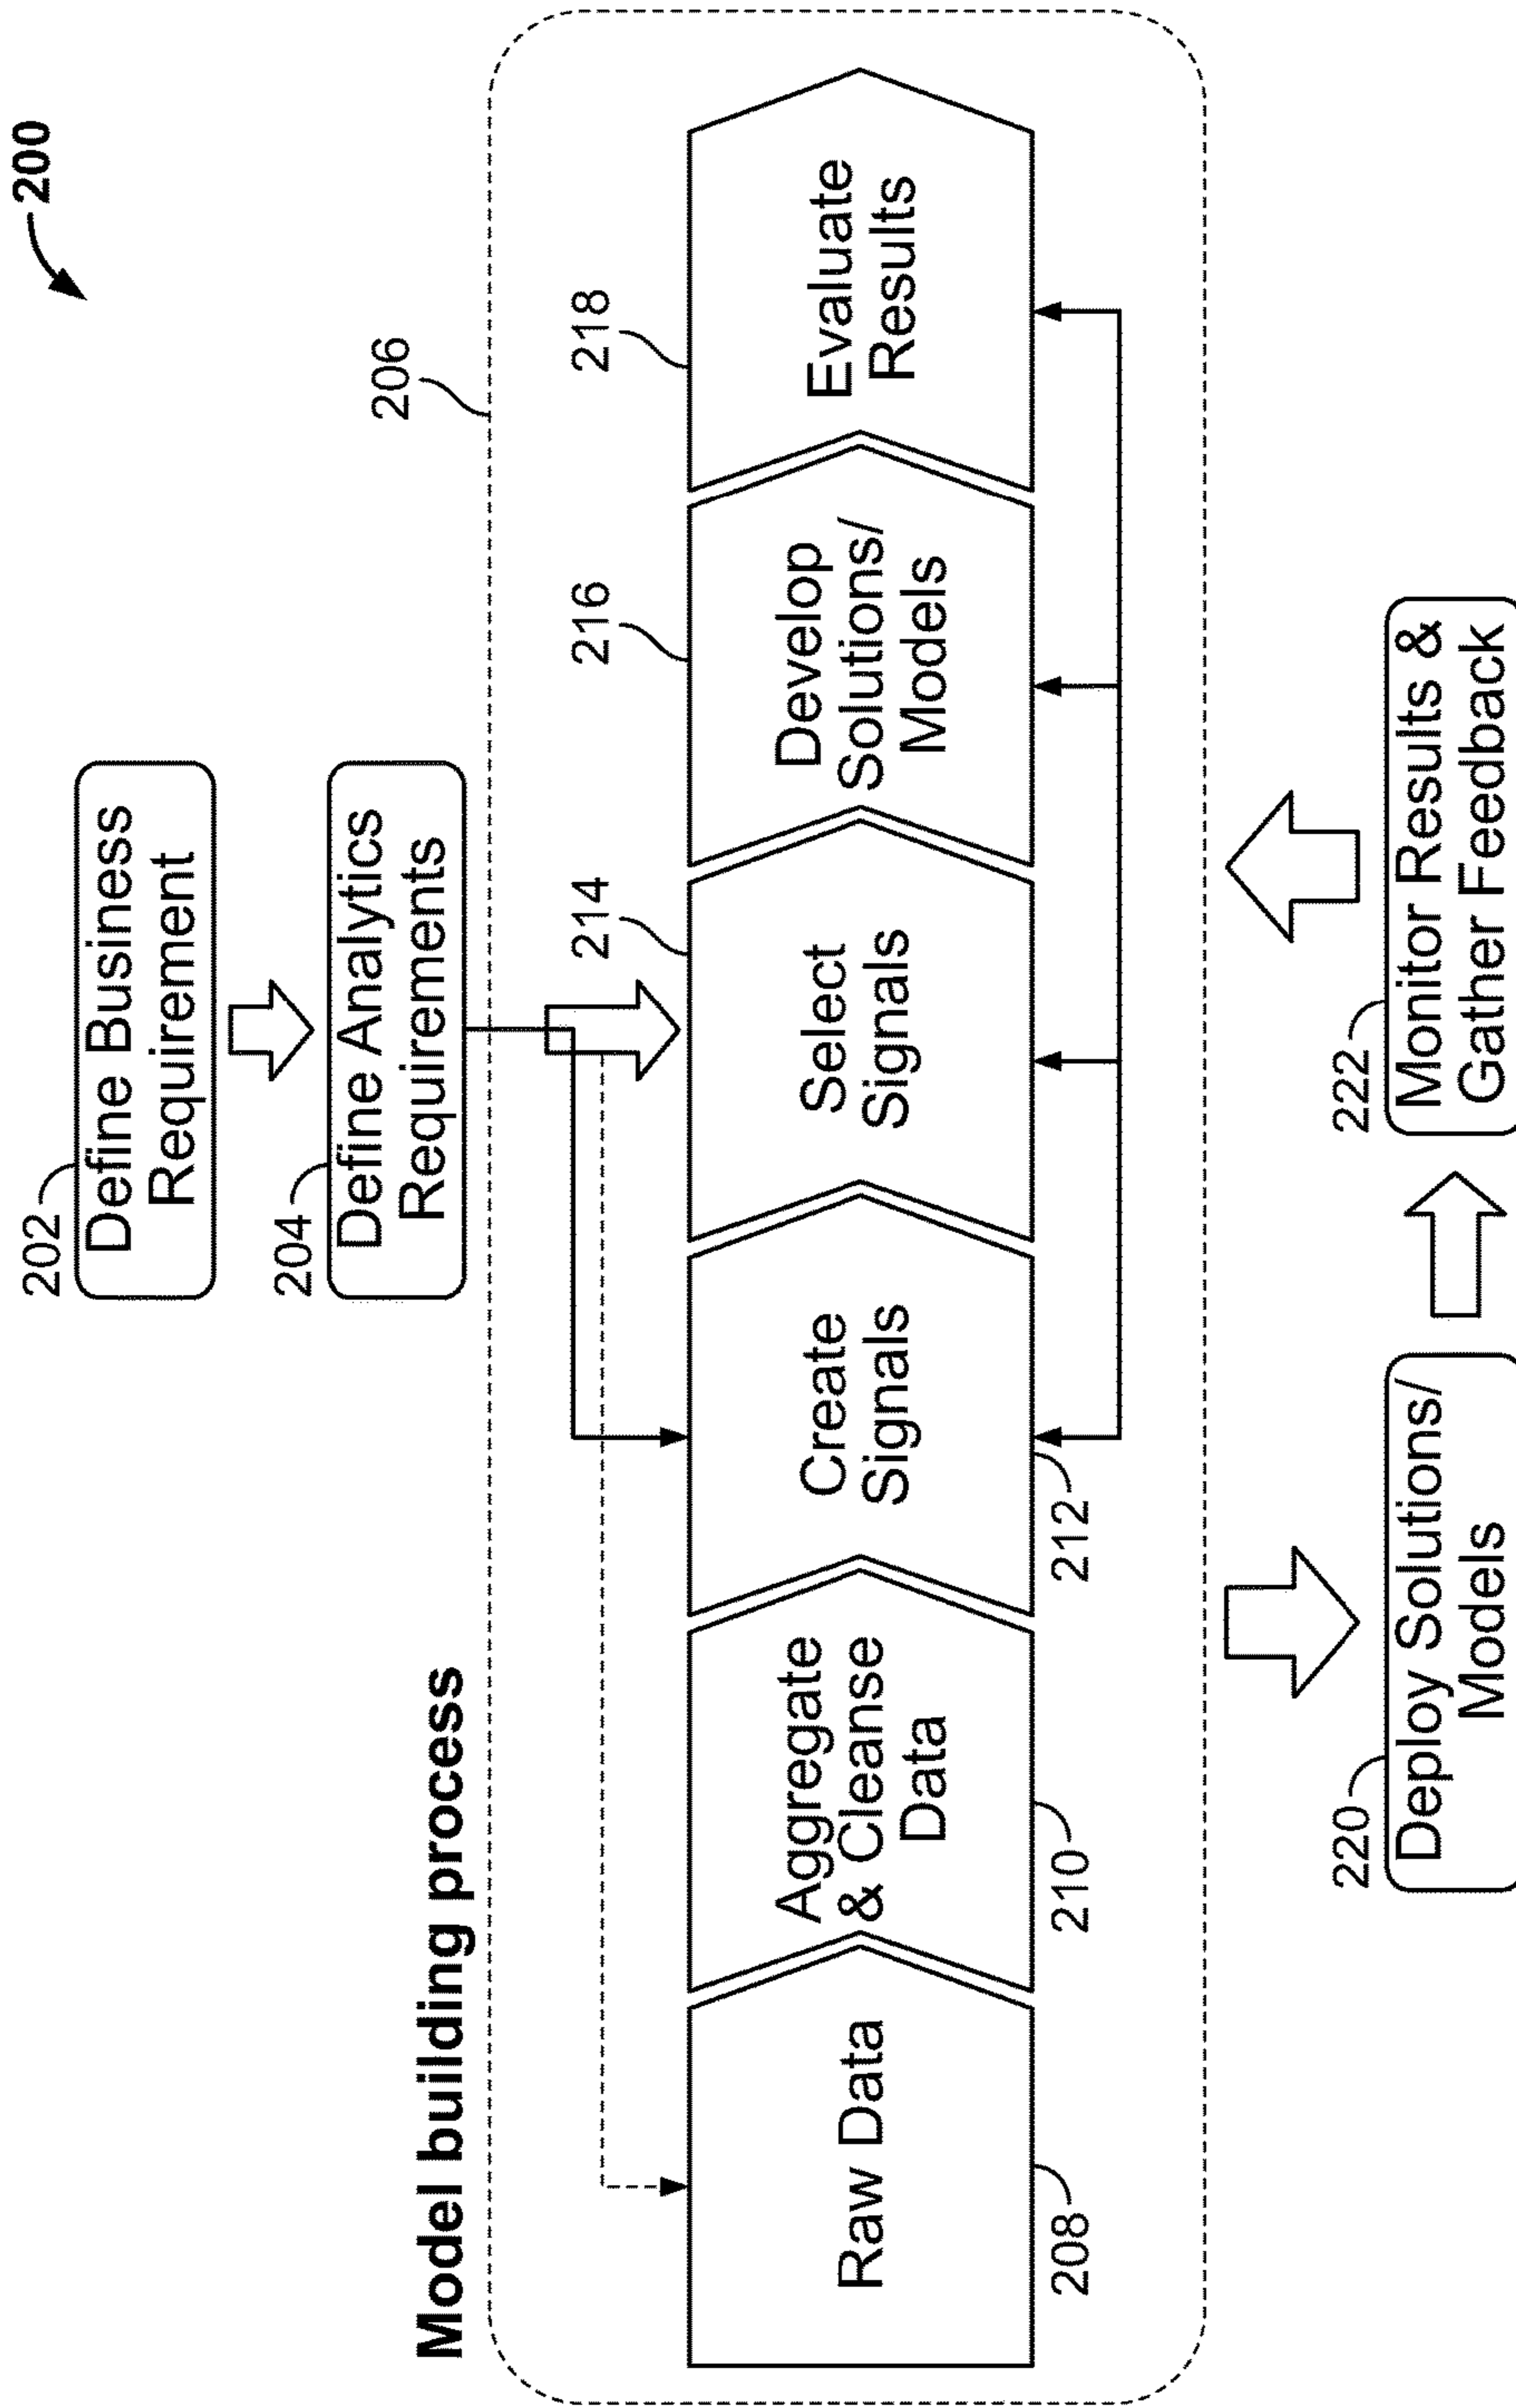 200
202
Define Business
Requirement
204
Define Analytics
Requirements
Model building process
206
214
216
218
Raw Data
Aggregate
& Cleanse
Data
Create
Signals
Select
Signals
Develop
Solutions/
Models
Evaluate
Results
208
210
212
220
Deploy Solutions/
Models
222
Monitor Results &
Gather Feedback